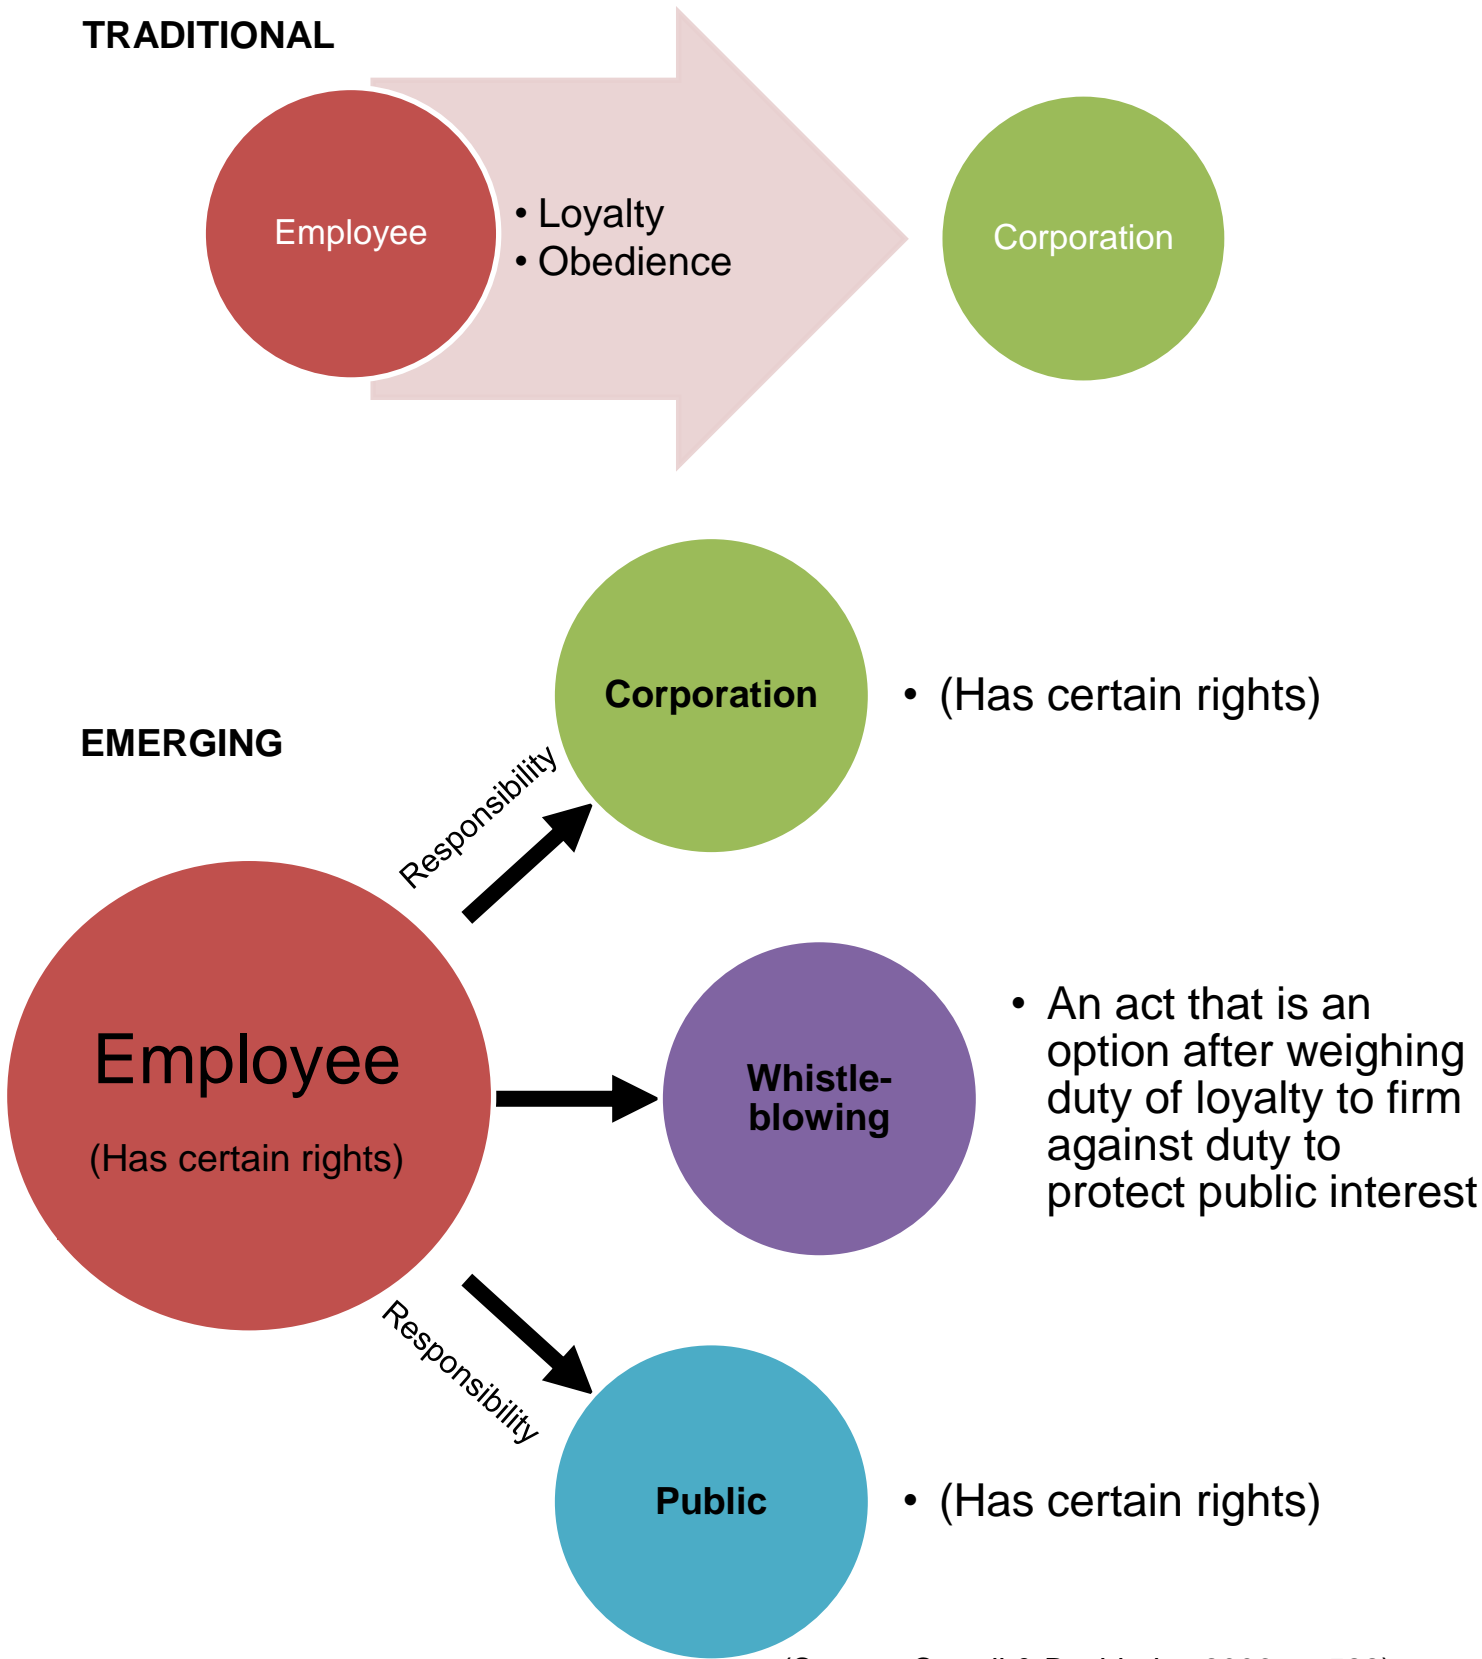 TRADITIONAL
Employee
• Loyalty
• Obedience
Corporation
Corporation
• (Has certain rights)
EMERGING
Responsibility
Employee
(Has certain rights)
Whistle-
blowing
• An act that is an
option after weighing
duty of loyalty to firm
against duty to
protect public interest
Responsibility
Public
• (Has certain rights)